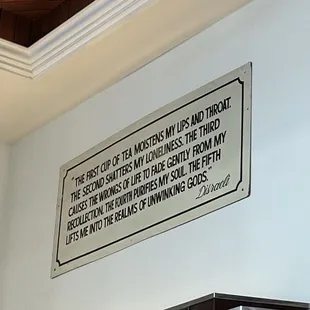 "THE FIRST CUP OF TEA MOISTENS MY LIPS AND THROAT.
THE SECOND SHATTERS MY LONELINESS. THE THIRD
CAUSES THE WRONGS OF LIFE TO FADE GENTLY FROM MY
RECOLLECTION. THE FOURTH PURIFIES MY SOUL. THE FIFTH
LIFTS ME INTO THE REALMS OF UNWINKING GODS."
Disraeli